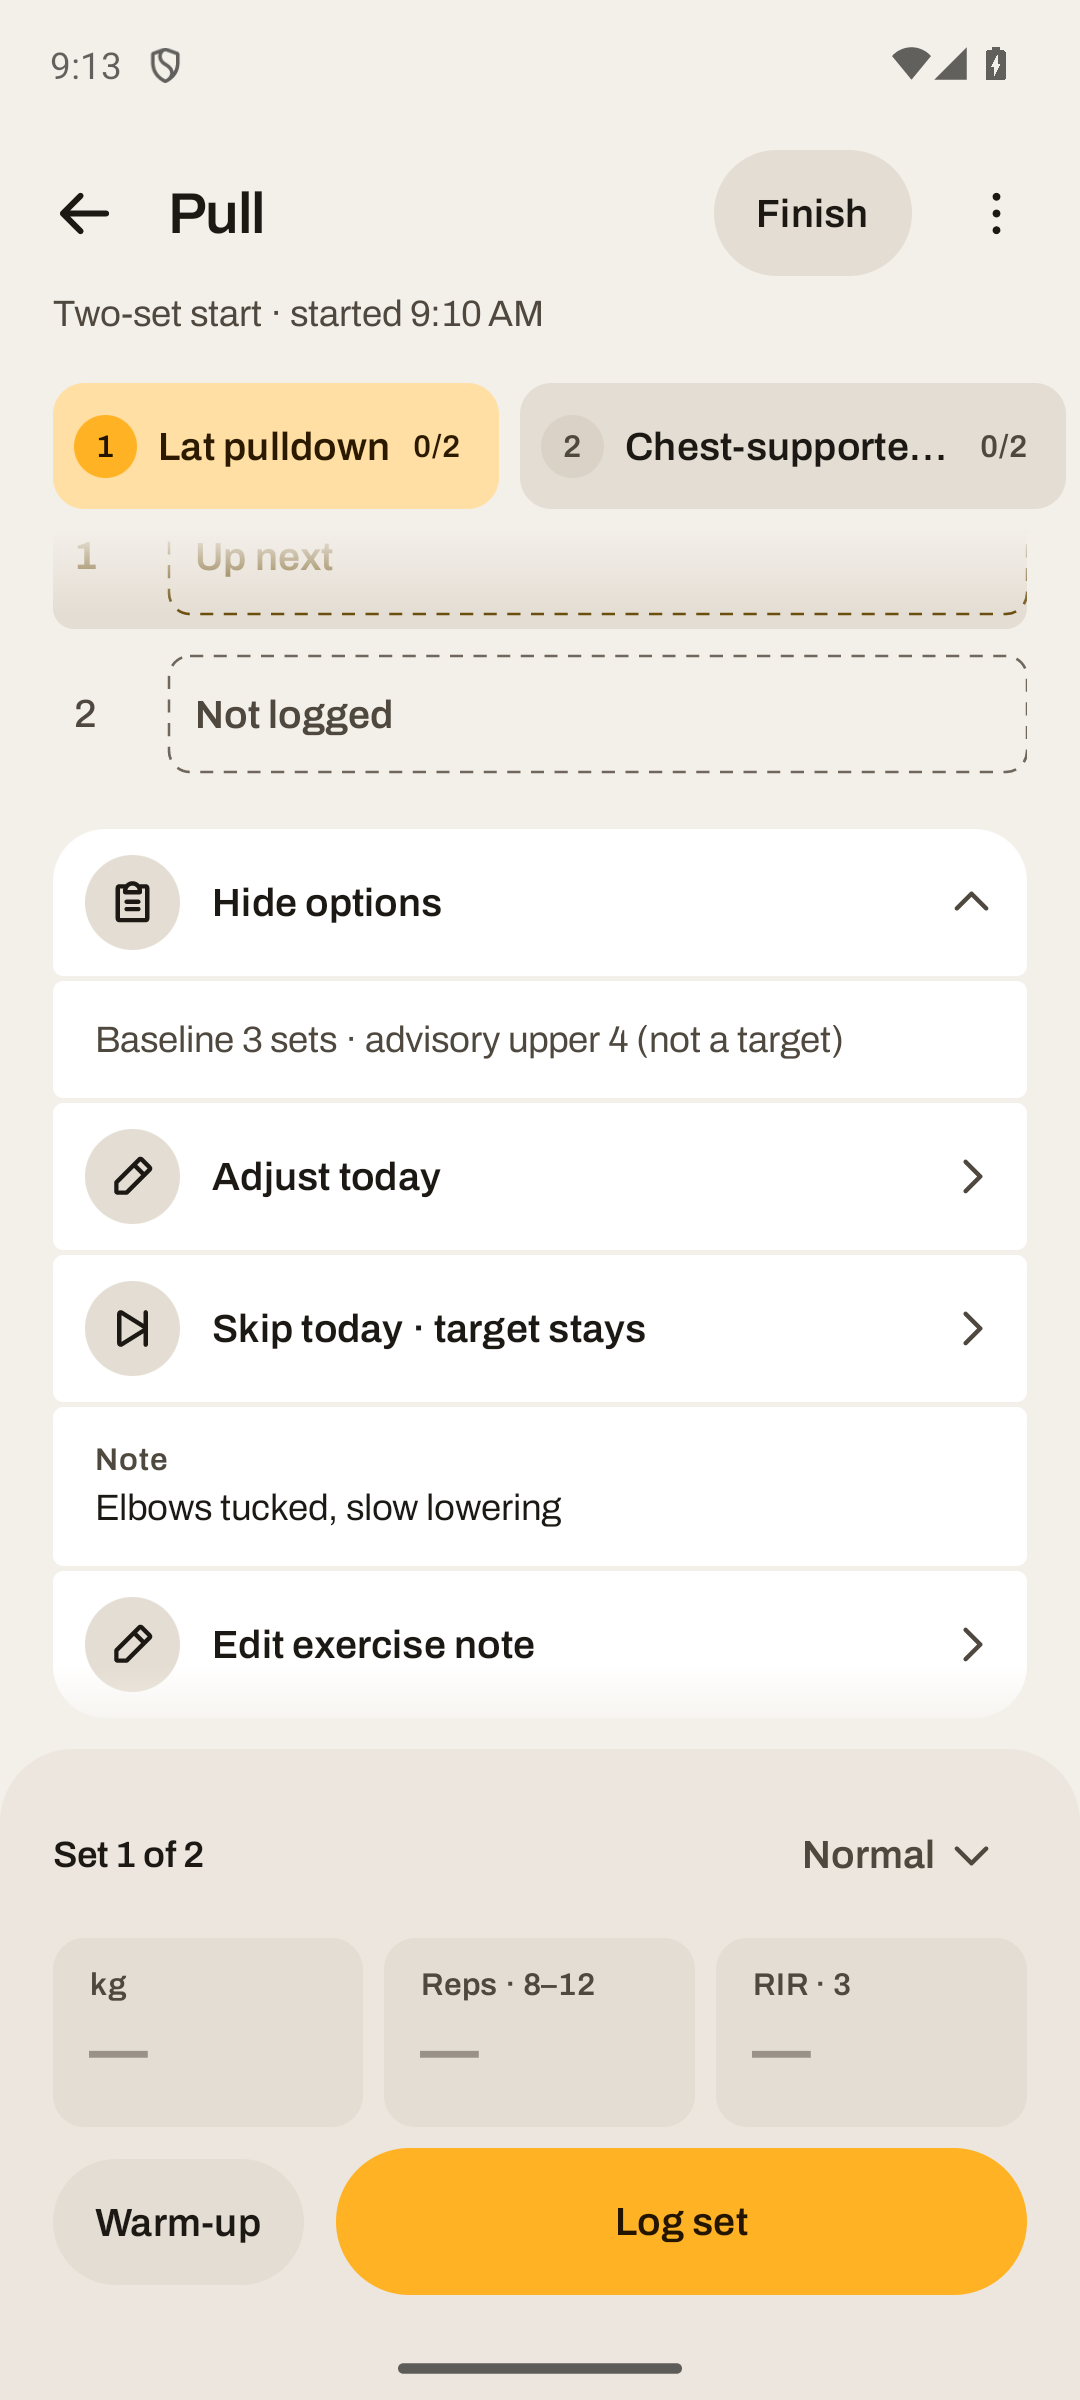 9:13
Pull
Finish
Two-set start · started 9:10 AM
1 Lat pulldown 0/2
2 Chest-supporte... 0/2
1 Up next
2 Not logged
Hide options
Baseline 3 sets · advisory upper 4 (not a target)
Adjust today
Skip today · target stays
Note
Elbows tucked, slow lowering
Edit exercise note
Set 1 of 2
Normal
kg
Reps · 8–12
RIR · 3
—
—
—
Warm-up
Log set